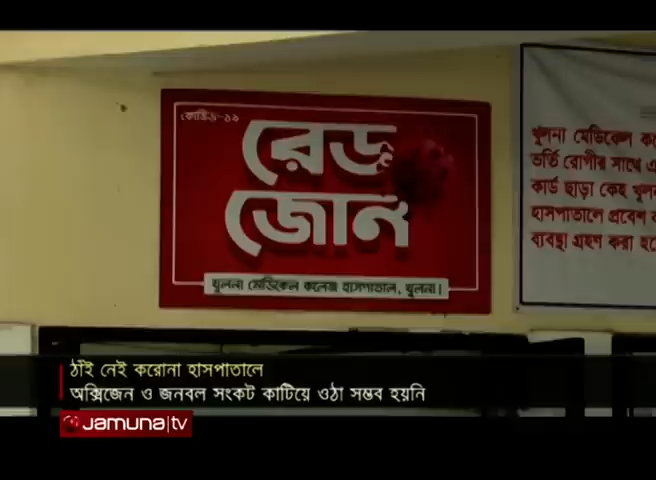 কোভিড-১৯
রেড
জোন
খুলনা মেডিকেল কলেজ হাসপাতাল, খুলনা।
খুলনা মেডিকেল
ভর্তি রোগীর সাথে
কার্ড ছাড়া কেহ
হাসপাতালে প্রবেশ
ব্যবস্থা গ্রহণ করা
ঠাঁই নেই করোনা হাসপাতালে
অক্সিজেন ও জনবল সংকট কাটিয়ে ওঠা সম্ভব হয়নি
Jamuna|tv